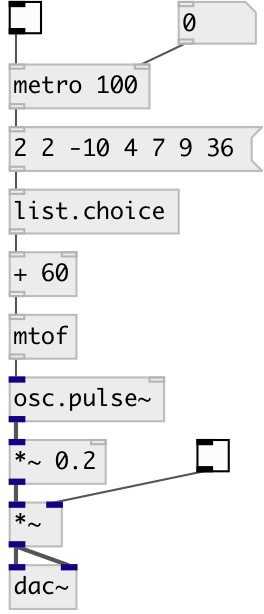 0
metro 100
2 2 -10 4 7 9 36
list.choice
+ 60
mtof
osc.pulse~
*~ 0.2
*~
dac~